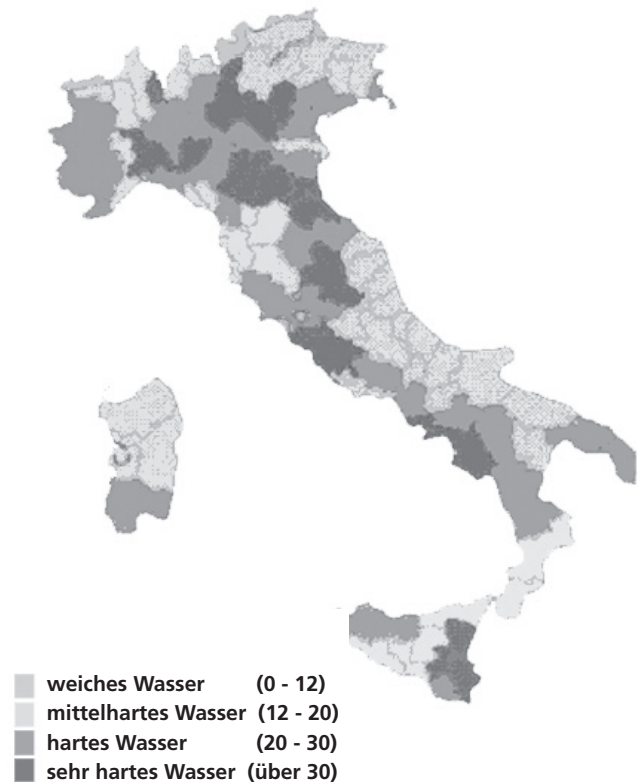 weiches Wasser (0 - 12)
mittelhartes Wasser (12 - 20)
hartes Wasser (20 - 30)
sehr hartes Wasser (über 30)